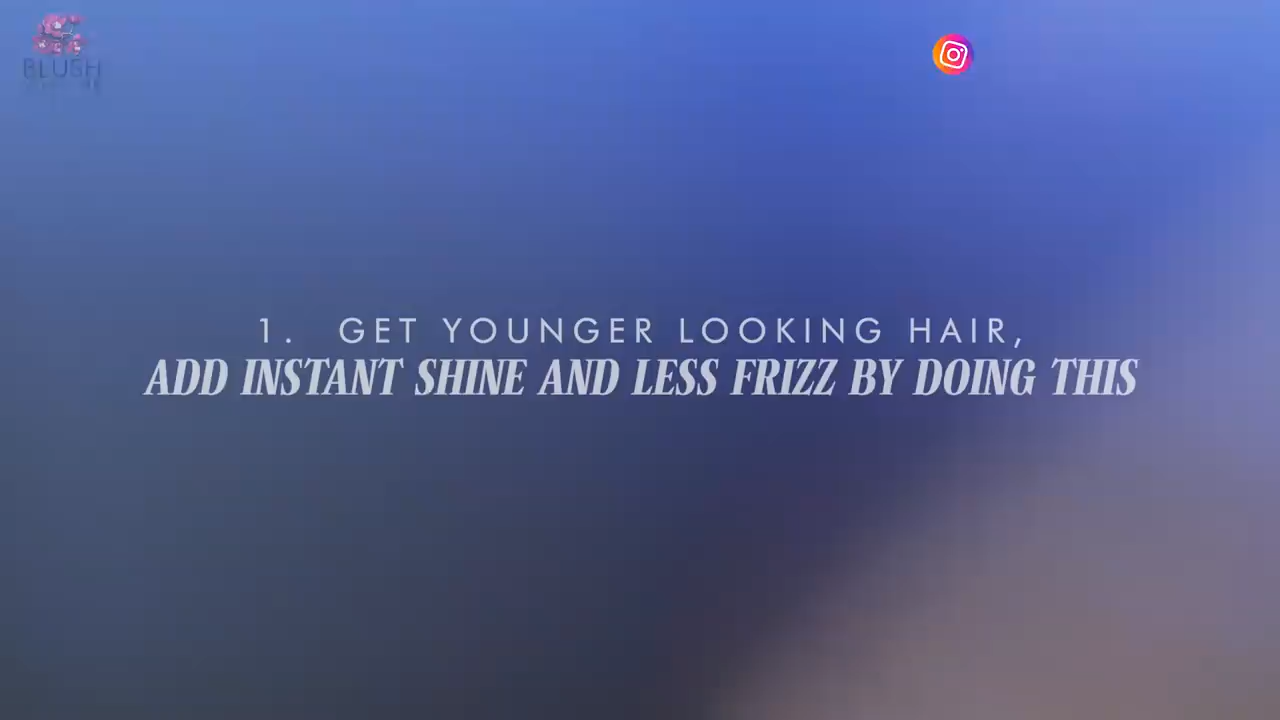 BLUSH
1. GET YOUNGER LOOKING HAIR,
ADD INSTANT SHINE AND LESS FRIZZ BY DOING THIS